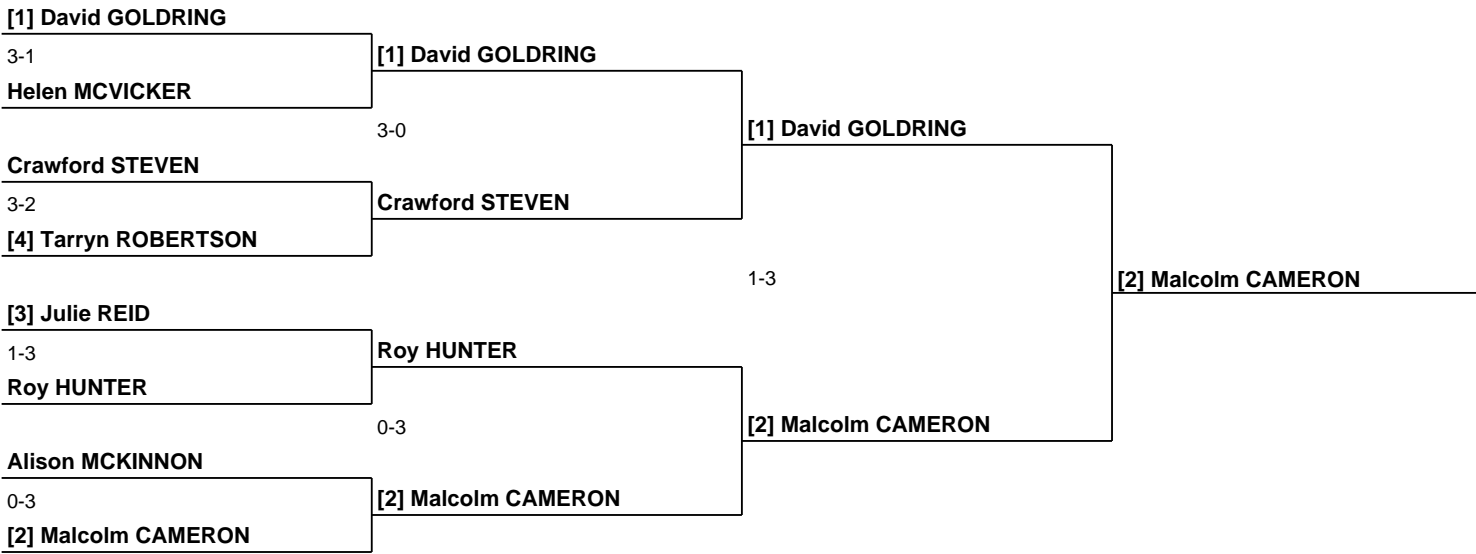 [1] David GOLDRING
3-1
[1] David GOLDRING
Helen MCVICKER
3-0
[1] David GOLDRING
Crawford STEVEN
3-2
Crawford STEVEN
[4] Tarryn ROBERTSON
1-3
[2] Malcolm CAMERON
[3] Julie REID
1-3
Roy HUNTER
Roy HUNTER
0-3
[2] Malcolm CAMERON
Alison MCKINNON
0-3
[2] Malcolm CAMERON
[2] Malcolm CAMERON